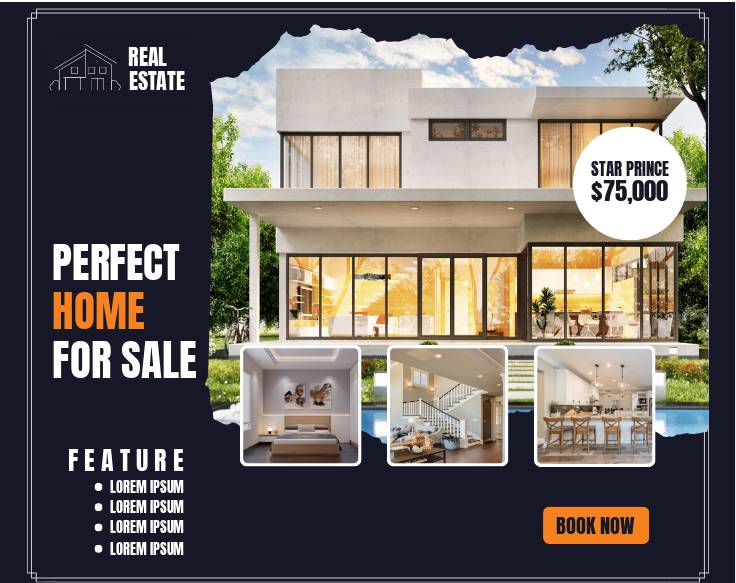 REAL
ESTATE
STAR PRINCE
$75,000
PERFECT
HOME
FOR SALE
FEATURE
LOREM IPSUM
LOREM IPSUM
LOREM IPSUM
LOREM IPSUM
BOOK NOW